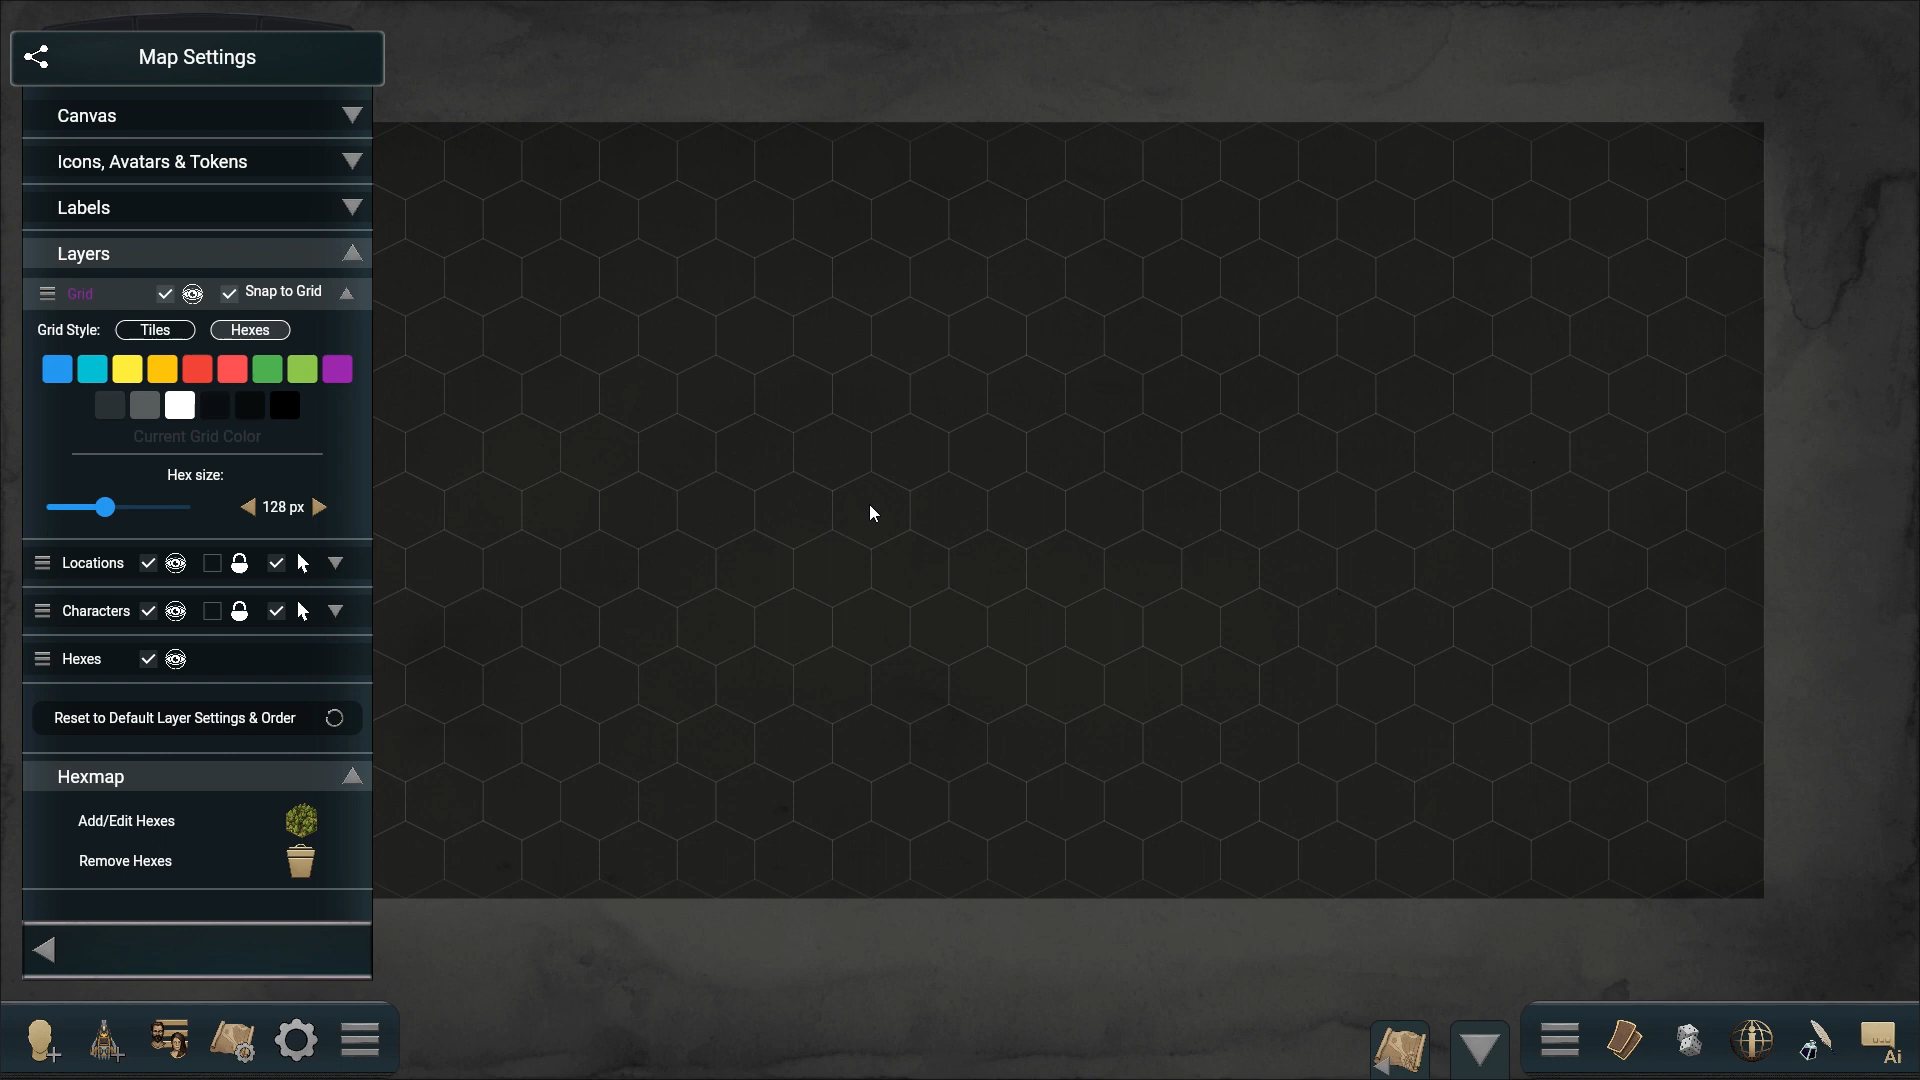 Map Settings
Canvas
Icons, Avatars & Tokens
Labels
Layers
Grid
Snap to Grid
Grid Style:
Tiles
Hexes
Current Grid Color
Hex size:
128 px
Locations
Characters
Hexes
Reset to Default Layer Settings & Order
Hexmap
Add/Edit Hexes
Remove Hexes
Ai